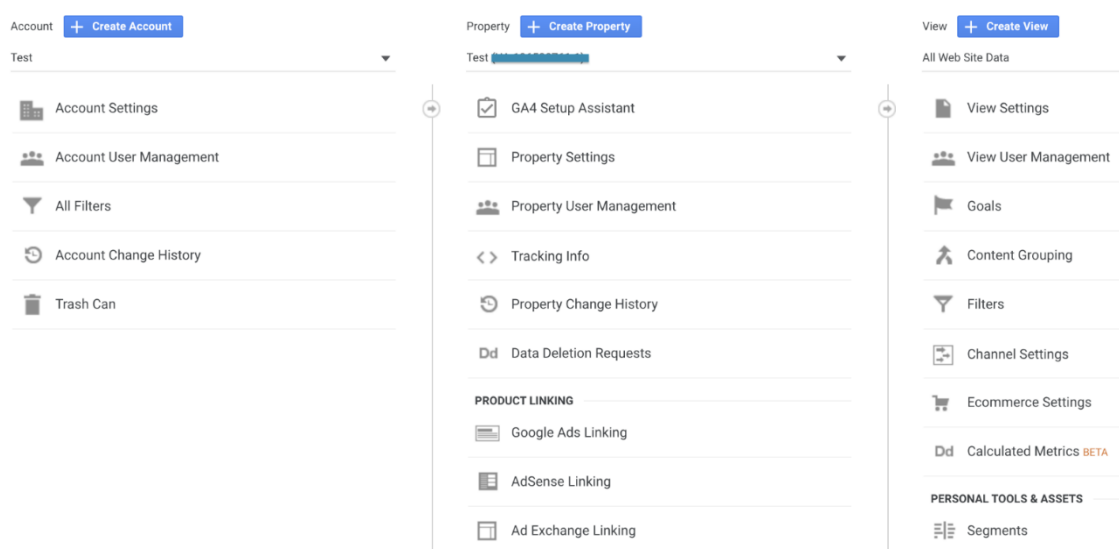 Account + Create Account
Test
Account Settings
Account User Management
All Filters
Account Change History
Trash Can
Property + Create Property
Test
GA4 Setup Assistant
Property Settings
Property User Management
Tracking Info
Property Change History
Dd Data Deletion Requests
PRODUCT LINKING
Google Ads Linking
AdSense Linking
Ad Exchange Linking
View + Create View
All Web Site Data
View Settings
View User Management
Goals
Content Grouping
Filters
Channel Settings
Ecommerce Settings
Dd Calculated Metrics BETA
PERSONAL TOOLS & ASSETS
Segments